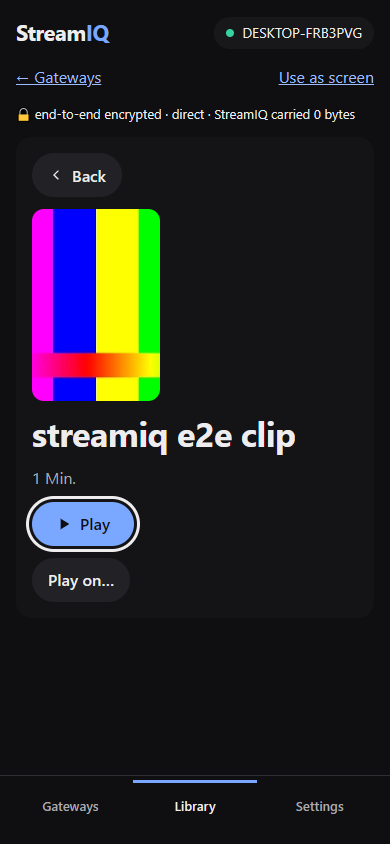 StreamIQ
DESKTOP-FRB3PVG
← Gateways
Use as screen
🔒 end-to-end encrypted · direct · StreamIQ carried 0 bytes
Back
streamiq e2e clip
1 Min.
Play
Play on...
Gateways
Library
Settings